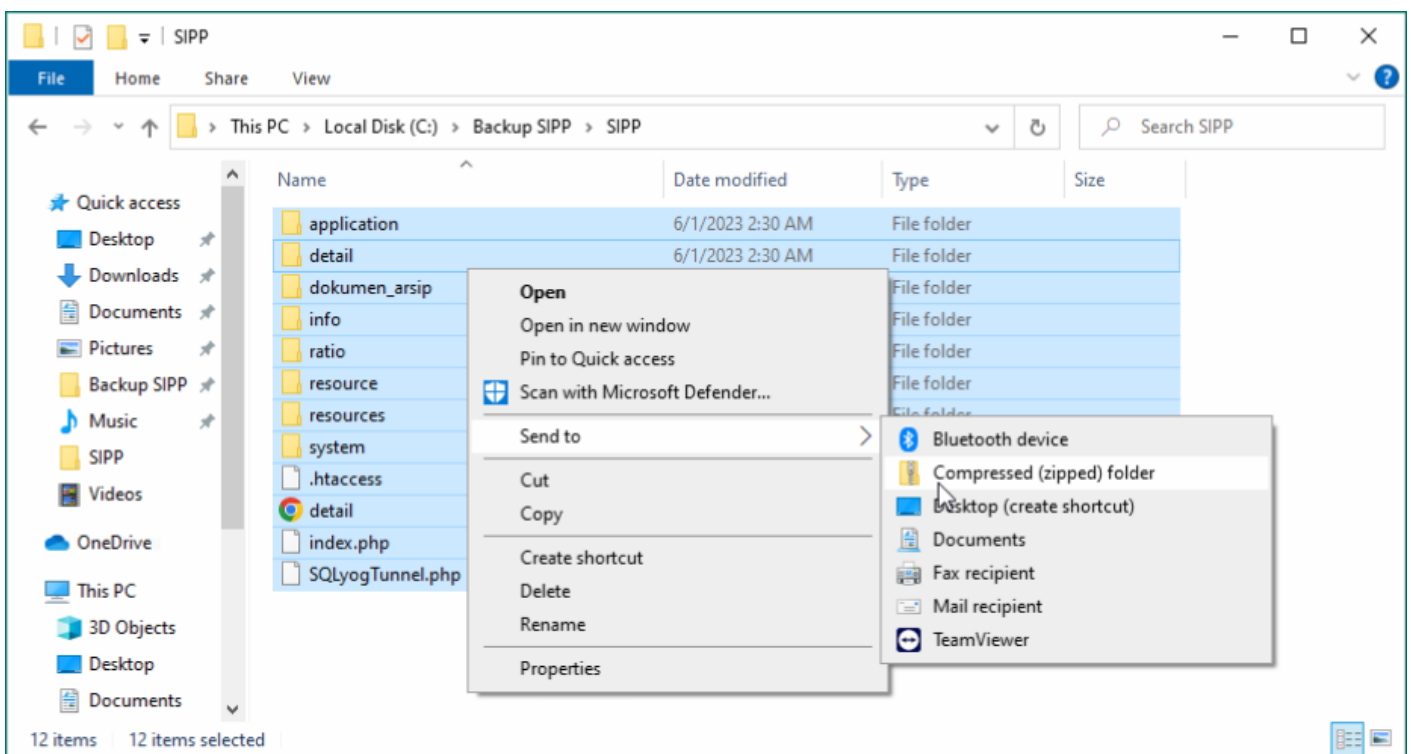 SIPP
File Home Share View
This PC > Local Disk (C:) > Backup SIPP > SIPP
Search SIPP
Name Date modified Type Size
Quick access
Desktop
Downloads
Documents
Pictures
Backup SIPP
Music
SIPP
Videos
OneDrive
This PC
3D Objects
Desktop
Documents
application 6/1/2023 2:30 AM File folder
detail 6/1/2023 2:30 AM File folder
dokumen_arsip File folder
info File folder
ratio File folder
resource File folder
resources File folder
system
.htaccess
detail
index.php
SQLyogTunnel.php
Open
Open in new window
Pin to Quick access
Scan with Microsoft Defender...
Send to
Cut
Copy
Create shortcut
Delete
Rename
Properties
Bluetooth device
Compressed (zipped) folder
Desktop (create shortcut)
Documents
Fax recipient
Mail recipient
TeamViewer
12 items 12 items selected